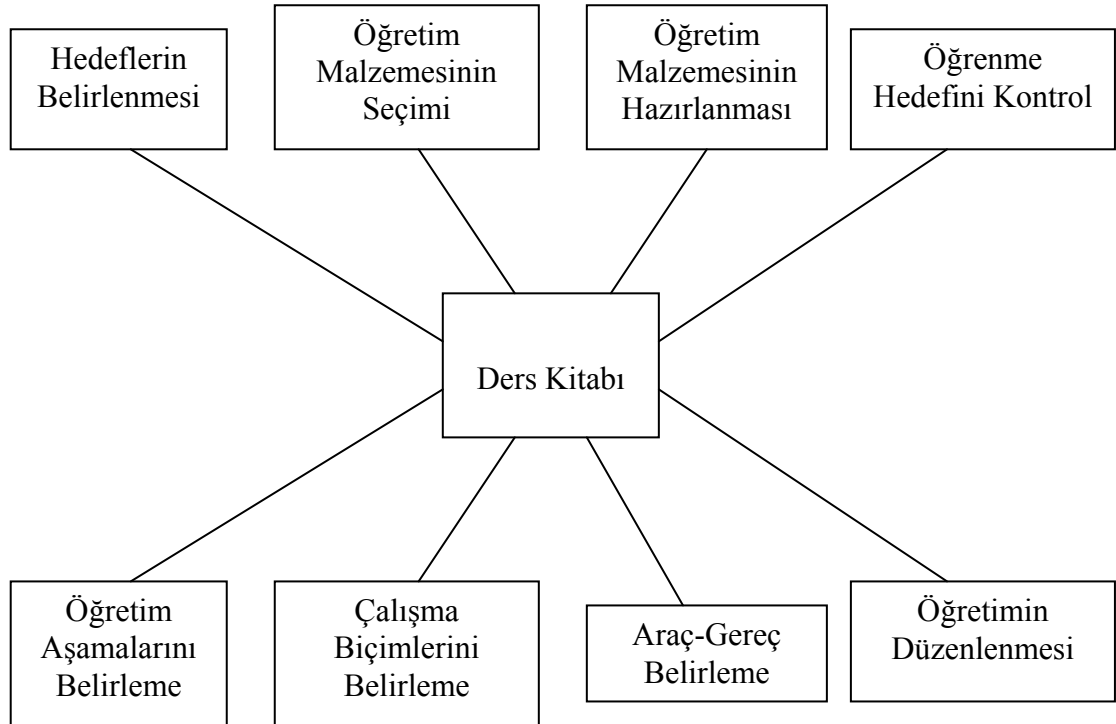 Hedeflerin
Belirlenmesi
Öğretim
Malzemesinin
Seçimi
Öğretim
Malzemesinin
Hazırlanması
Öğrenme
Hedefini Kontrol
Ders Kitabı
Öğretim
Aşamalarını
Belirleme
Çalışma
Biçimlerini
Belirleme
Araç-Gereç
Belirleme
Öğretimin
Düzenlenmesi